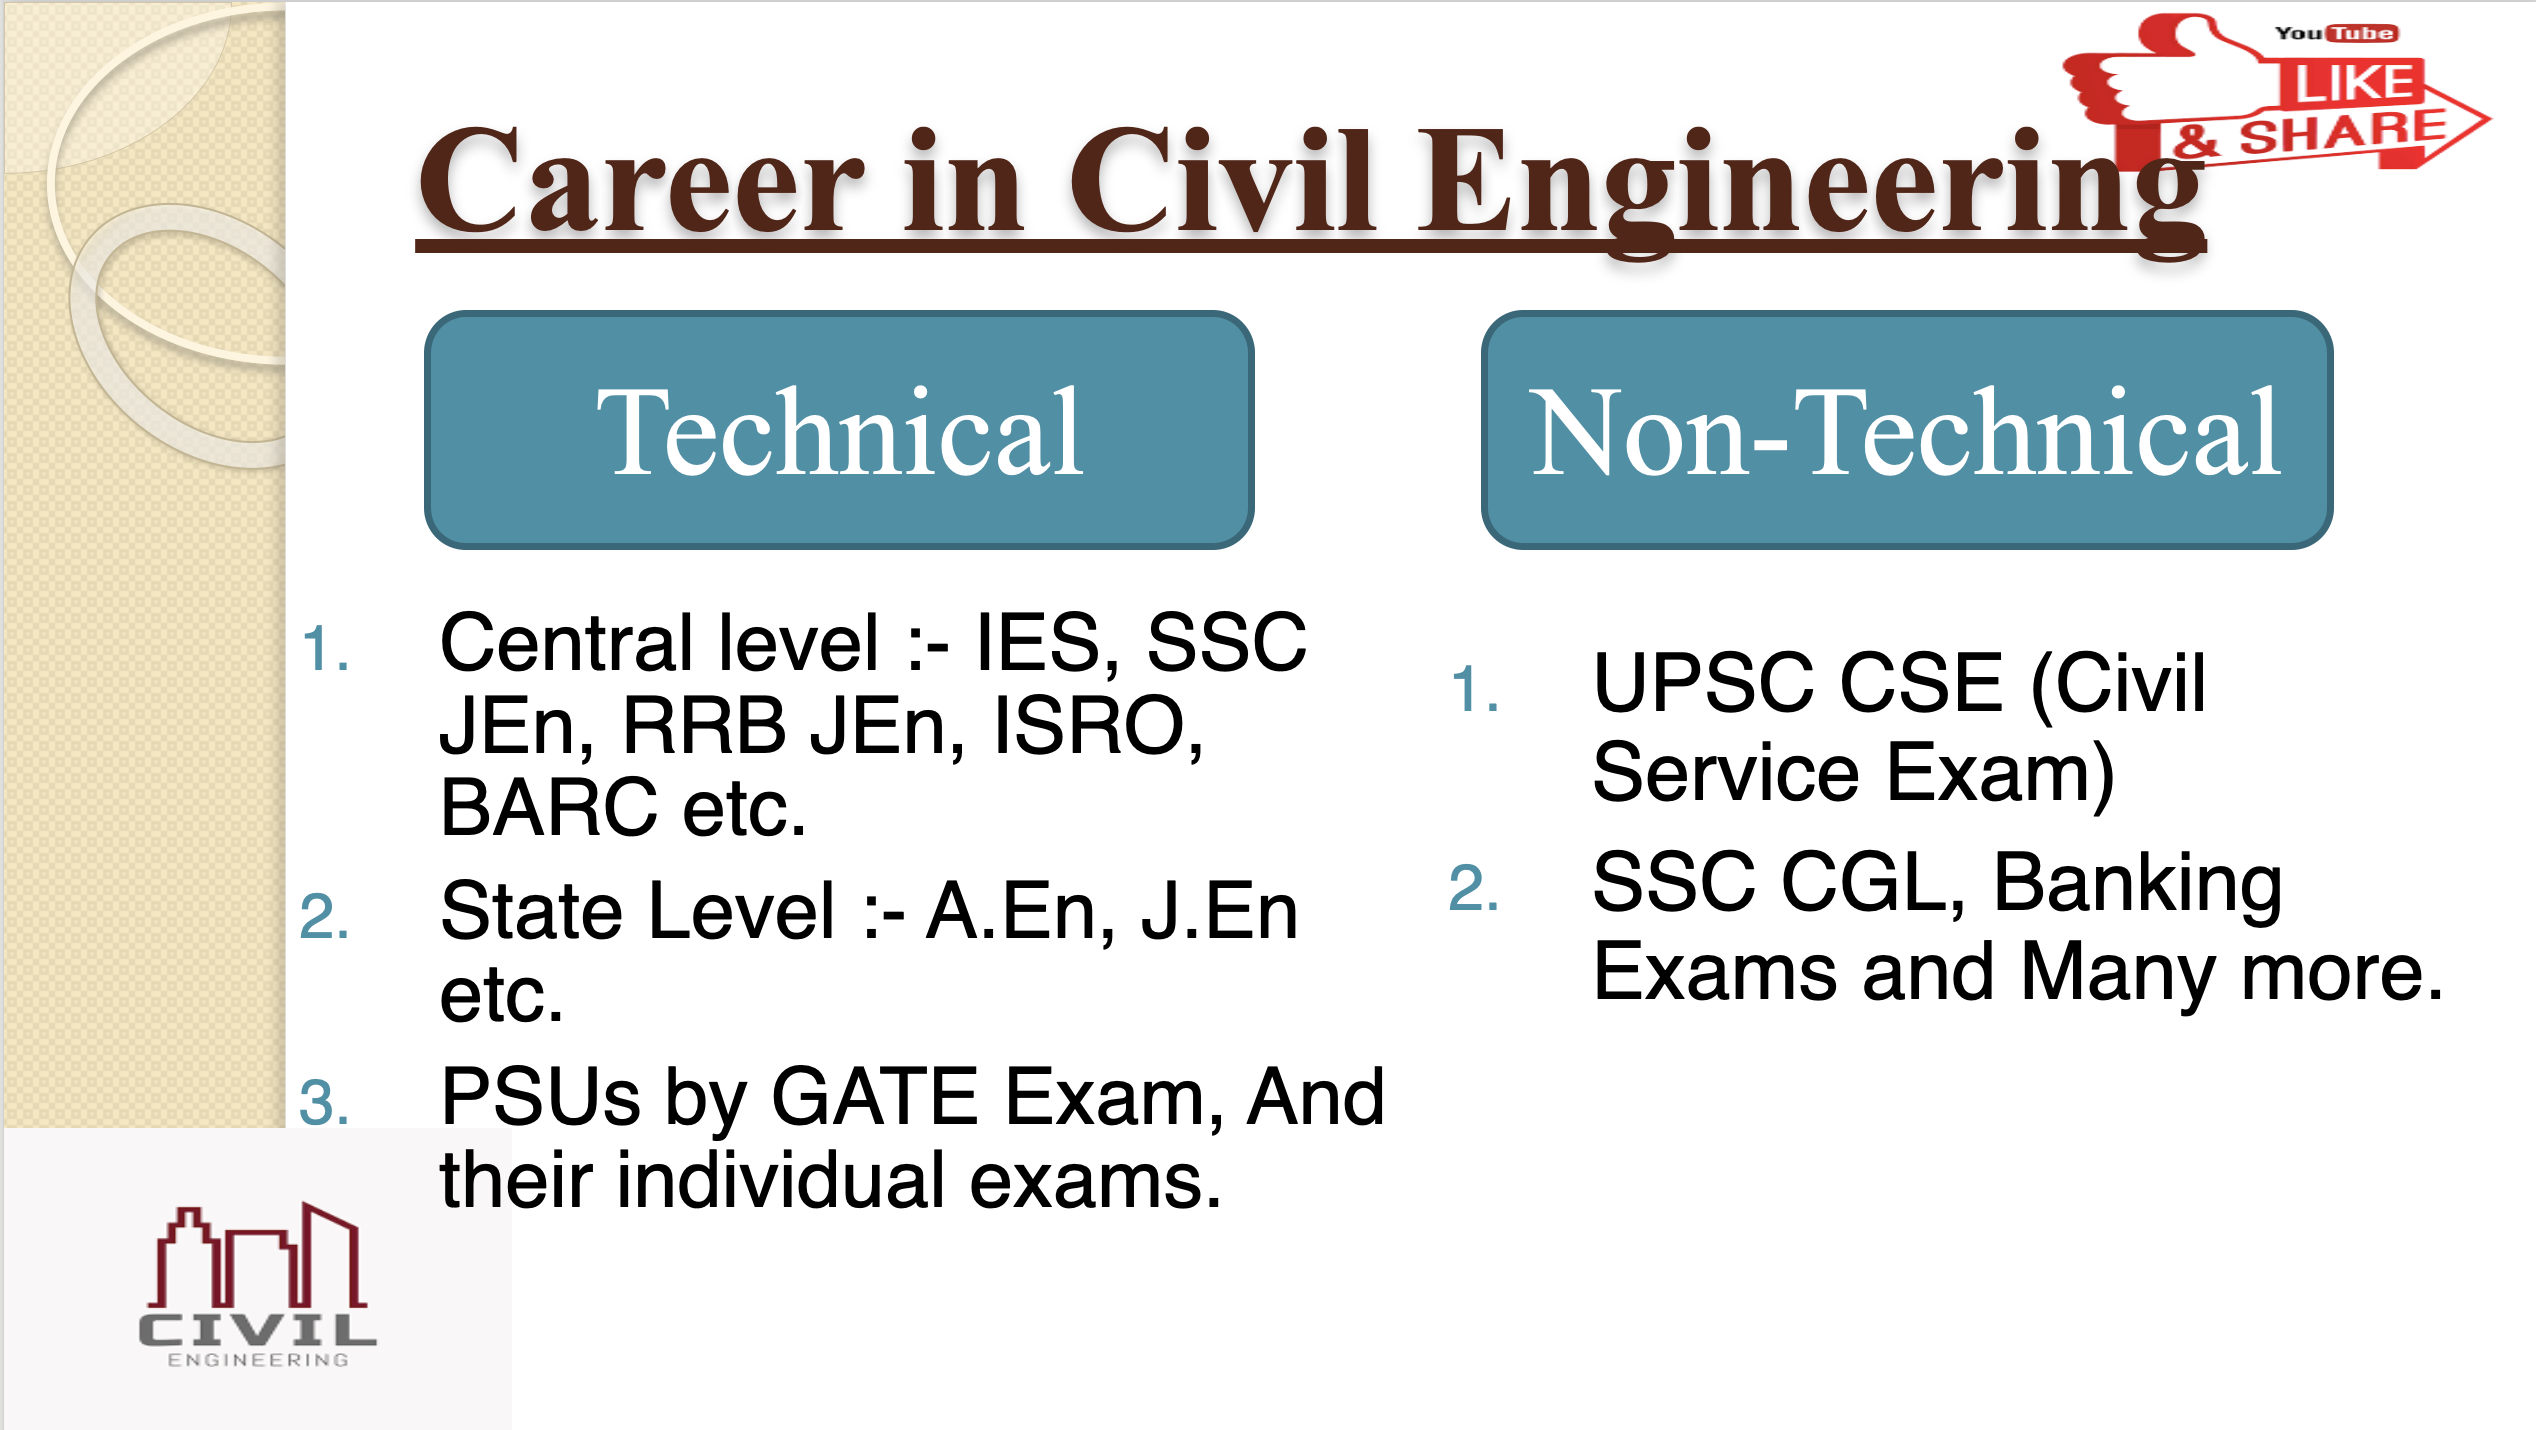 YouTube
LIKE
& SHARE
Career in Civil Engineering
Technical
1. Central level :- IES, SSC
JEn, RRB JEn, ISRO,
BARC etc.
2. State Level :- A.En, J.En
etc.
3. PSUs by GATE Exam, And
their individual exams.
Non-Technical
1. UPSC CSE (Civil
Service Exam)
2. SSC CGL, Banking
Exams and Many more.
CIVIL
ENGINEERING